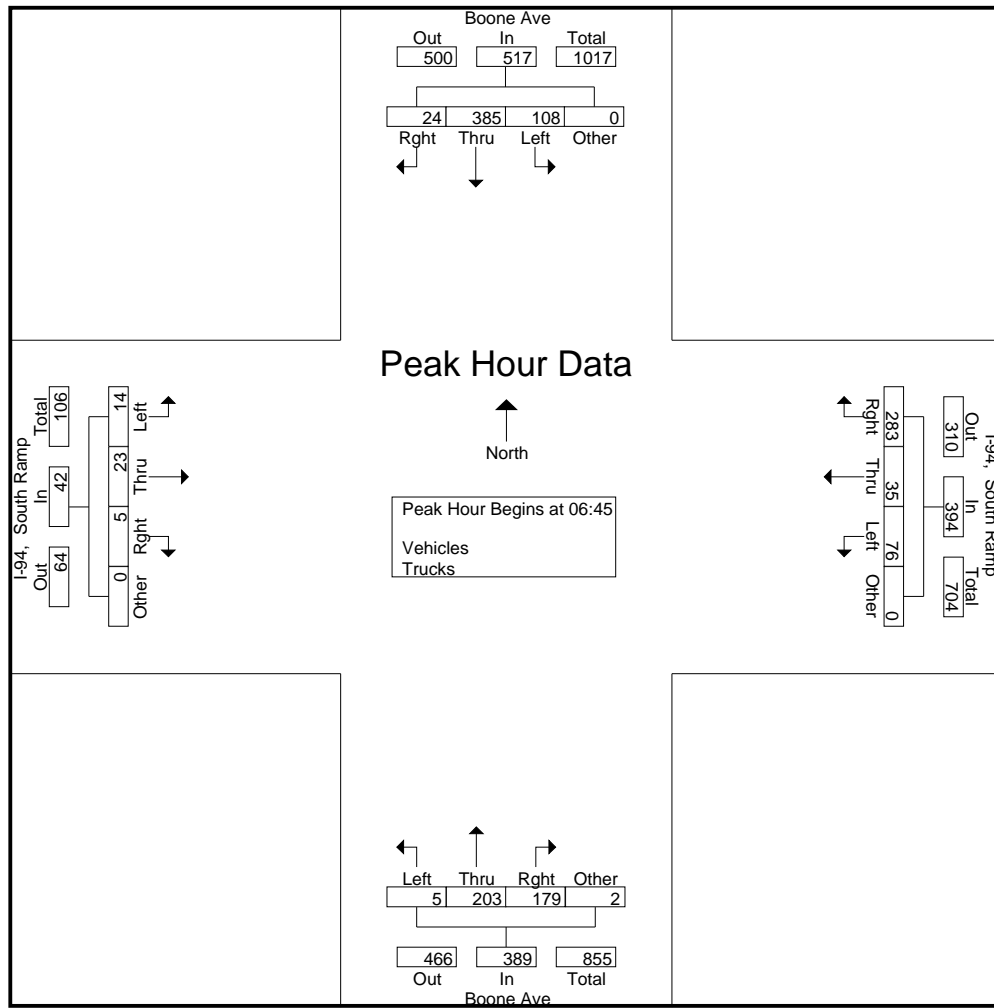 Boone Ave
Out In Total
500 517 1017
24 385 108 0
Rght Thru Left Other
Peak Hour Data
North
Peak Hour Begins at 06:45
Vehicles
Trucks
I-94, South Ramp
Out In Total
64 42 106
14 23 5 0
Left Thru Rght Other
I-94, South Ramp
Out In Total
310 394 704
283 35 76 0
Rght Thru Left Other
Left Thru Rght Other
5 203 179 2
466 389 855
Out In Total
Boone Ave